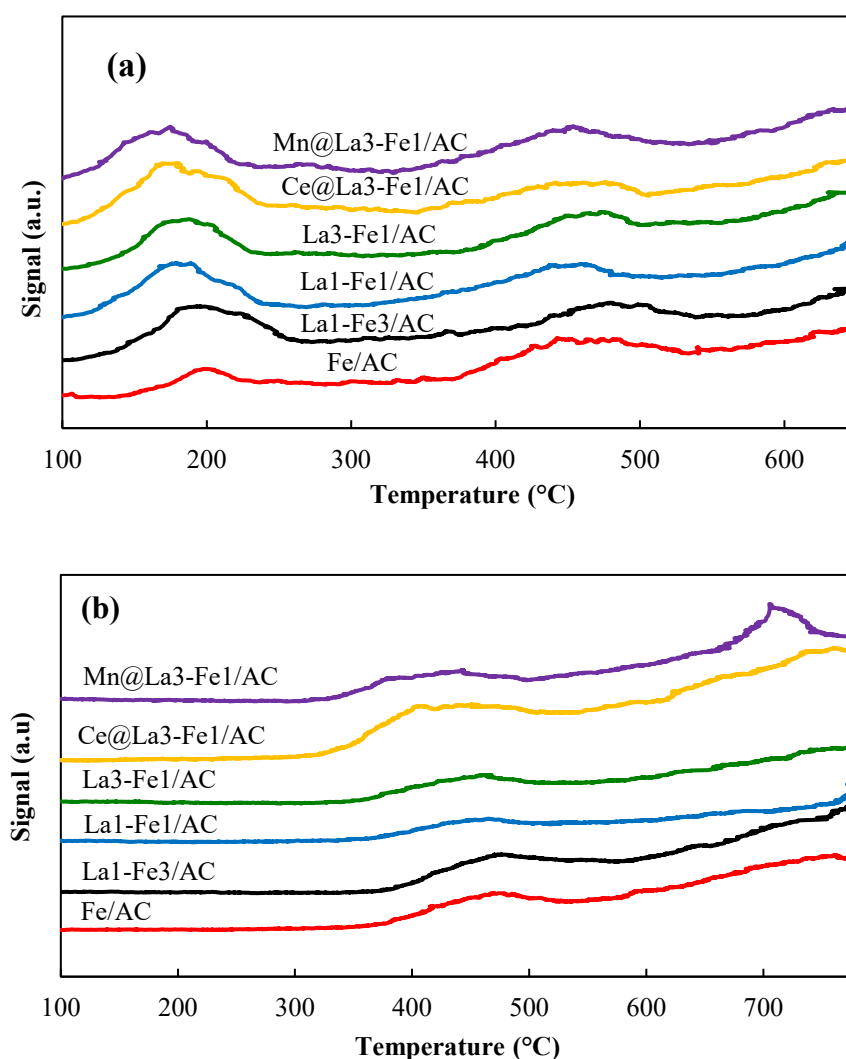 (a)
Mn@La3-Fe1/AC
Ce@La3-Fe1/AC
La3-Fe1/AC
La1-Fe1/AC
La1-Fe3/AC
Fe/AC
Signal (a.u.)
100 200 300 400 500 600
Temperature (°C)
(b)
Mn@La3-Fe1/AC
Ce@La3-Fe1/AC
La3-Fe1/AC
La1-Fe1/AC
La1-Fe3/AC
Fe/AC
Signal (a.u)
100 200 300 400 500 600 700
Temperature (°C)